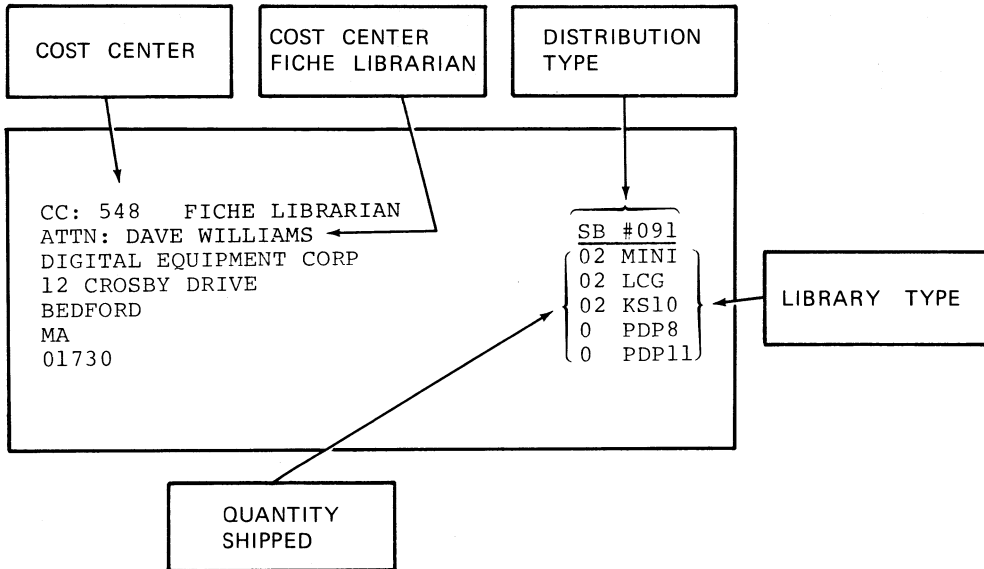 COST CENTER
COST CENTER
FICHE LIBRARIAN
DISTRIBUTION
TYPE
CC: 548 FICHE LIBRARIAN
ATTN: DAVE WILLIAMS
DIGITAL EQUIPMENT CORP
12 CROSBY DRIVE
BEDFORD
MA
01730
SB #091
02 MINI
02 LCG
02 KS10
0 PDP8
0 PDP11
LIBRARY TYPE
QUANTITY
SHIPPED